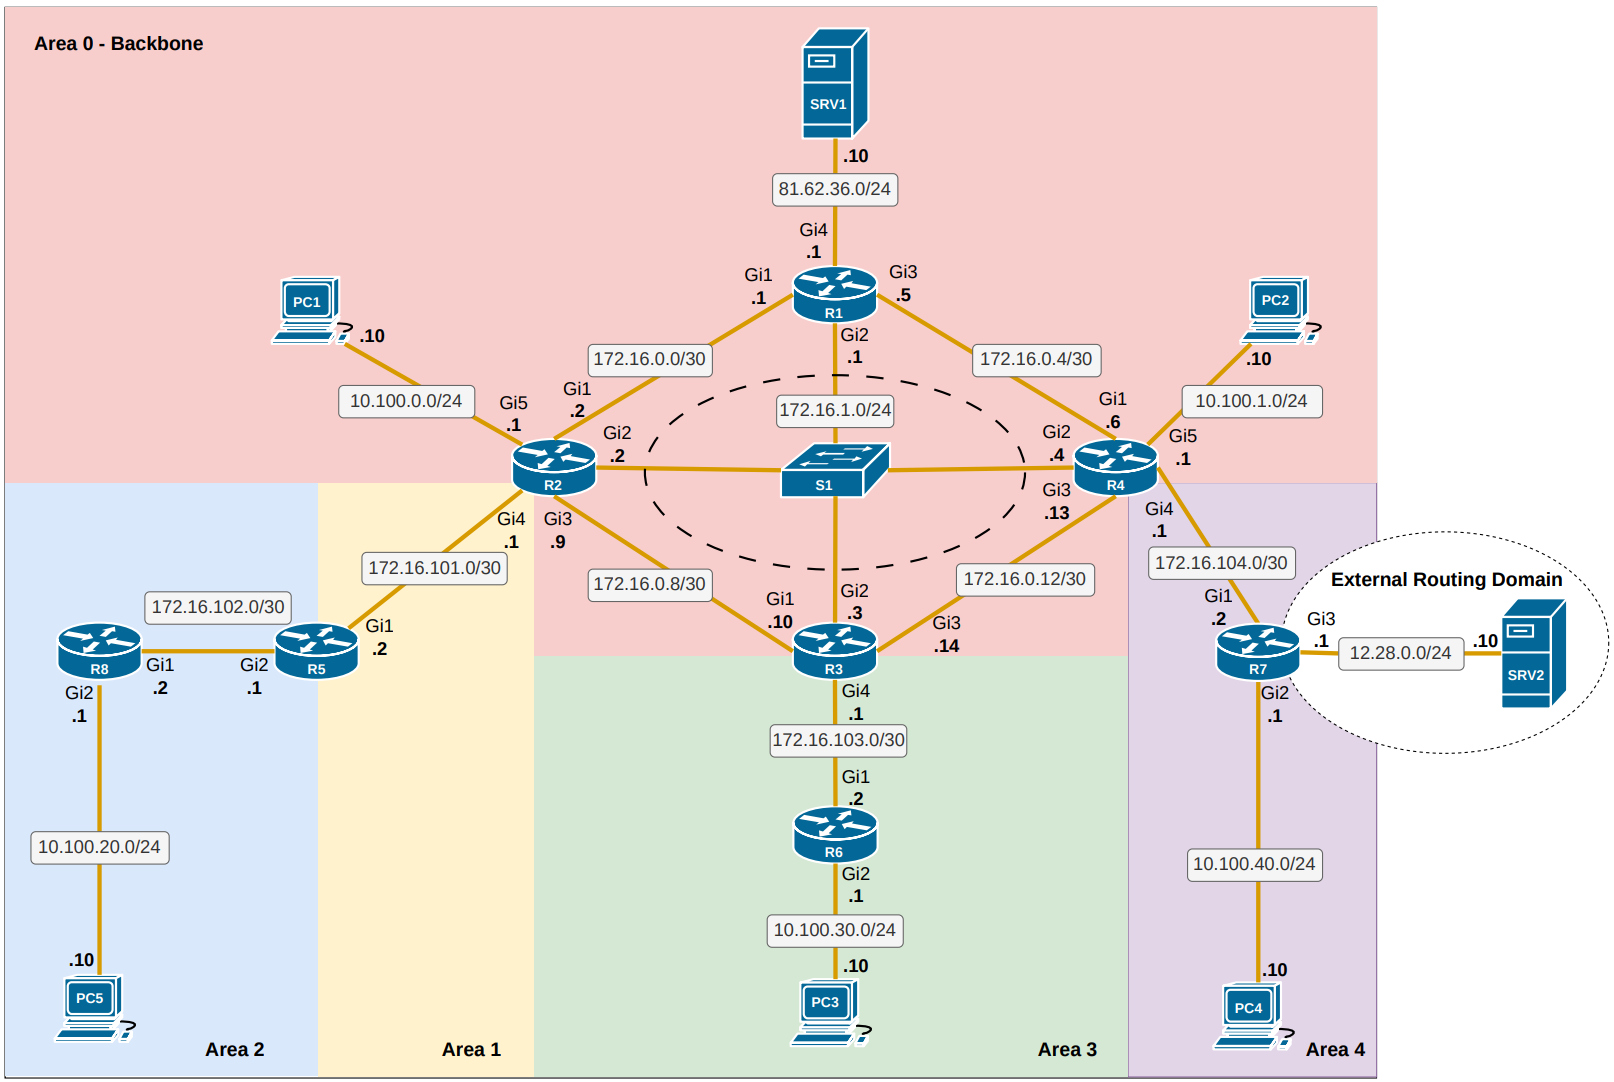 Area 0 - Backbone
SRV1
.10
81.62.36.0/24
Gi4
.1
Gi1
.1
Gi3
.5
R1
Gi2
.1
PC1
.10
PC2
.10
172.16.0.0/30
172.16.0.4/30
10.100.0.0/24
10.100.1.0/24
172.16.1.0/24
Gi5
.1
Gi1
.2
Gi2
.2
R2
S1
Gi2
.4
Gi1
.6
Gi5
.1
R4
Gi3
.13
Gi4
.1
Gi3
.9
Gi4
.1
172.16.101.0/30
172.16.0.8/30
172.16.0.12/30
172.16.104.0/30
External Routing Domain
172.16.102.0/30
Gi1
.2
Gi1
.10
Gi2
.3
Gi3
.14
Gi1
.2
Gi3
.1
12.28.0.0/24
.10
SRV2
R8
Gi1
.2
Gi2
.1
R5
R3
R7
Gi2
.1
Gi4
.1
Gi2
.1
172.16.103.0/30
Gi1
.2
R6
Gi2
.1
10.100.20.0/24
10.100.40.0/24
10.100.30.0/24
.10
.10
.10
PC5
PC3
PC4
Area 2
Area 1
Area 3
Area 4